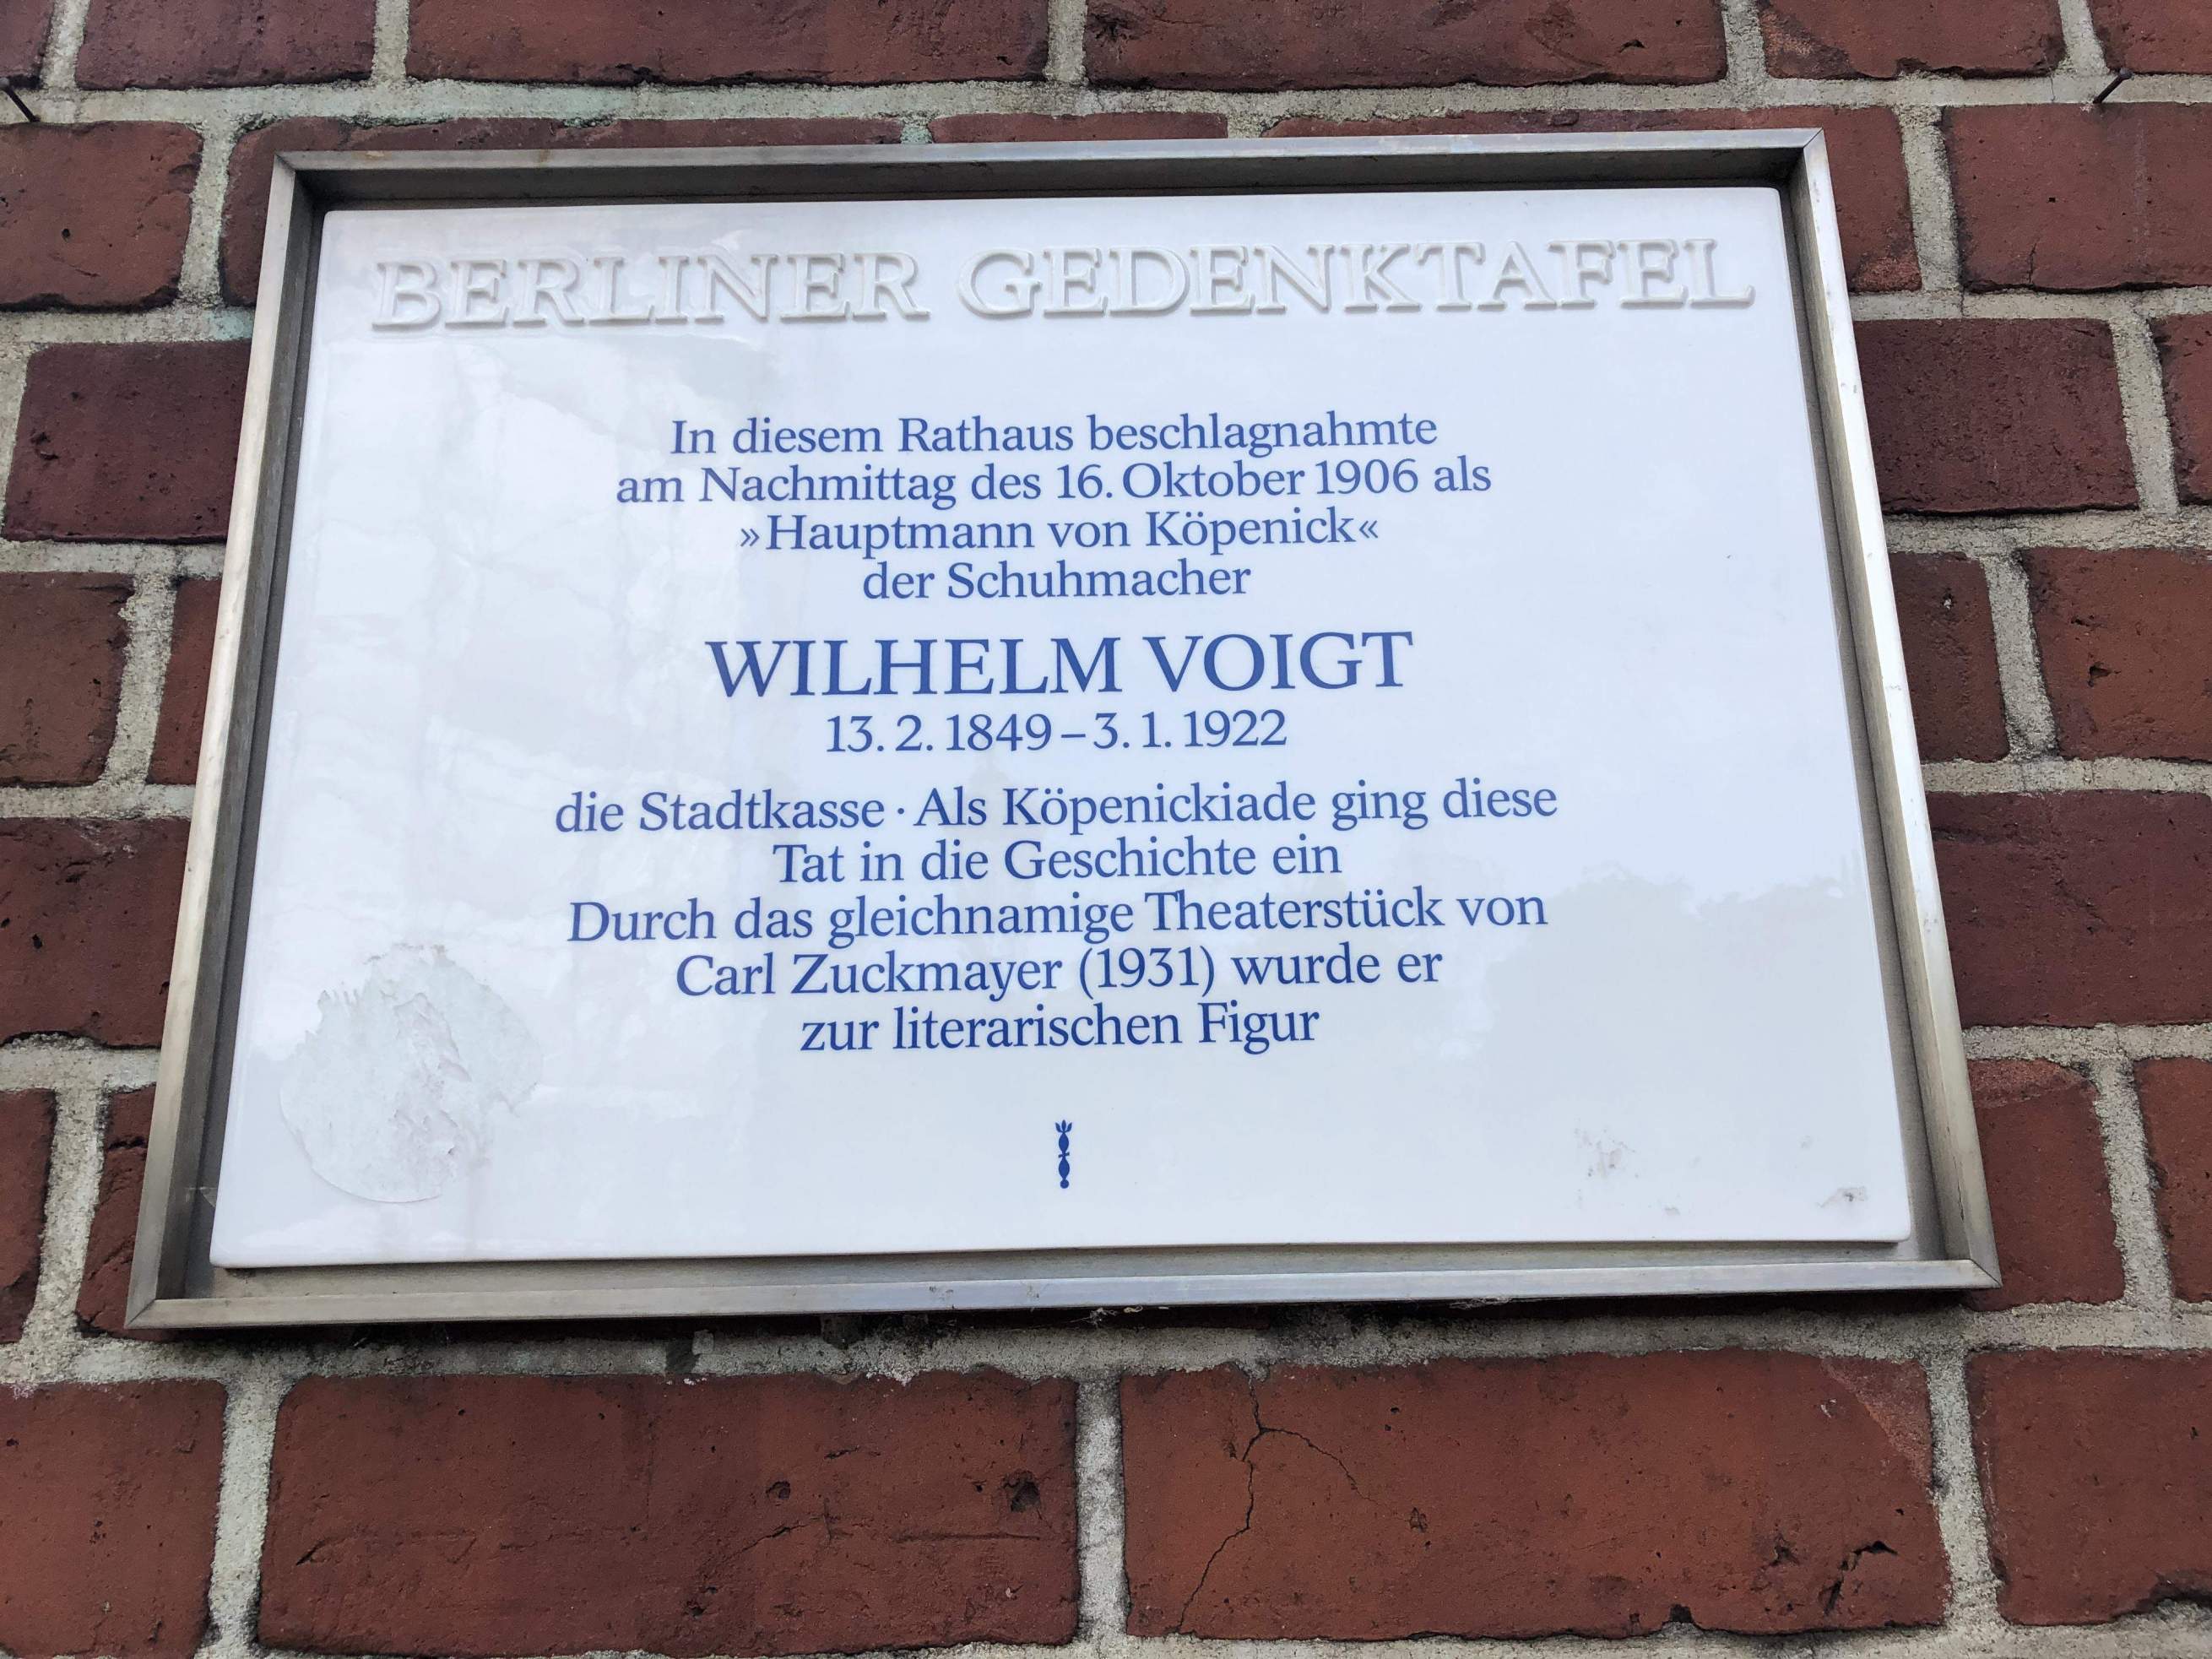 BERLINER GEDENKTAFEL
In diesem Rathaus beschlagnahmte
am Nachmittag des 16. Oktober 1906 als
»Hauptmann von Köpenick«
der Schuhmacher
WILHELM VOIGT
13. 2. 1849 – 3. 1. 1922
die Stadtkasse · Als Köpenickiade ging diese
Tat in die Geschichte ein
Durch das gleichnamige Theaterstück von
Carl Zuckmayer (1931) wurde er
zur literarischen Figur